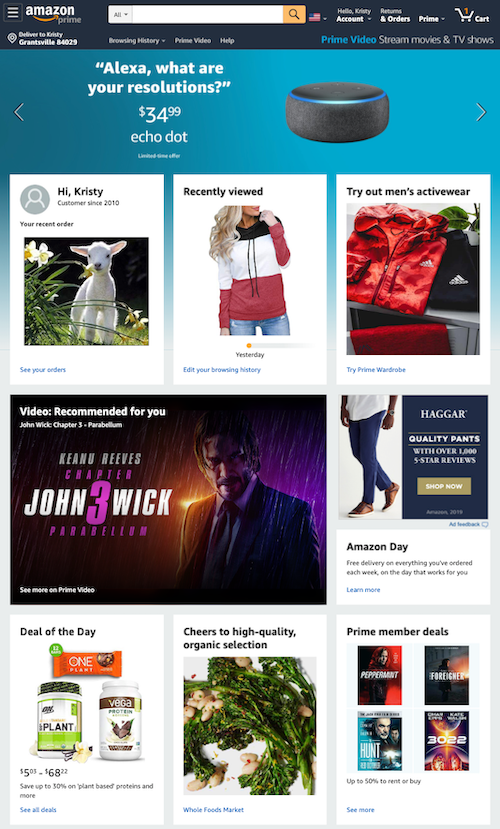 amazon
prime
All
Hello, Kristy
Account
Returns
& Orders
Prime
1
Cart
Deliver to Kristy
Grantsville 84029
Browsing History
Prime Video
Help
Prime Video Stream movies & TV shows
“Alexa, what are
your resolutions?”
$34.99
echo dot
Limited-time offer
Hi, Kristy
Customer since 2010
Your recent order
See your orders
Recently viewed
Yesterday
Edit your browsing history
Try out men’s activewear
adidas
adidas
Try Prime Wardrobe
Video: Recommended for you
John Wick: Chapter 3 - Parabellum
KEANU REEVES
CHAPTER
JOHN 3 WICK
PARABELLUM
See more on Prime Video
HAGGAR
QUALITY PANTS
WITH OVER 1,000
5-STAR REVIEWS
SHOP NOW
Amazon, 2019
Ad feedback
Amazon Day
Free delivery on everything you’ve ordered
each week, on the day that works for you
Learn more
Deal of the Day
ONE
PLANT
ON
PLANT
vega
PROTEIN
$5.03 - $68.22
Save up to 30% on ‘plant based’ proteins and
more
See all deals
Cheers to high-quality,
organic selection
Whole Foods Market
Prime member deals
PEPPERMINT
FOREIGNER
HUNT
OMAR EPPS
KATE WALSH
3022
Up to 50% to rent or buy
See more